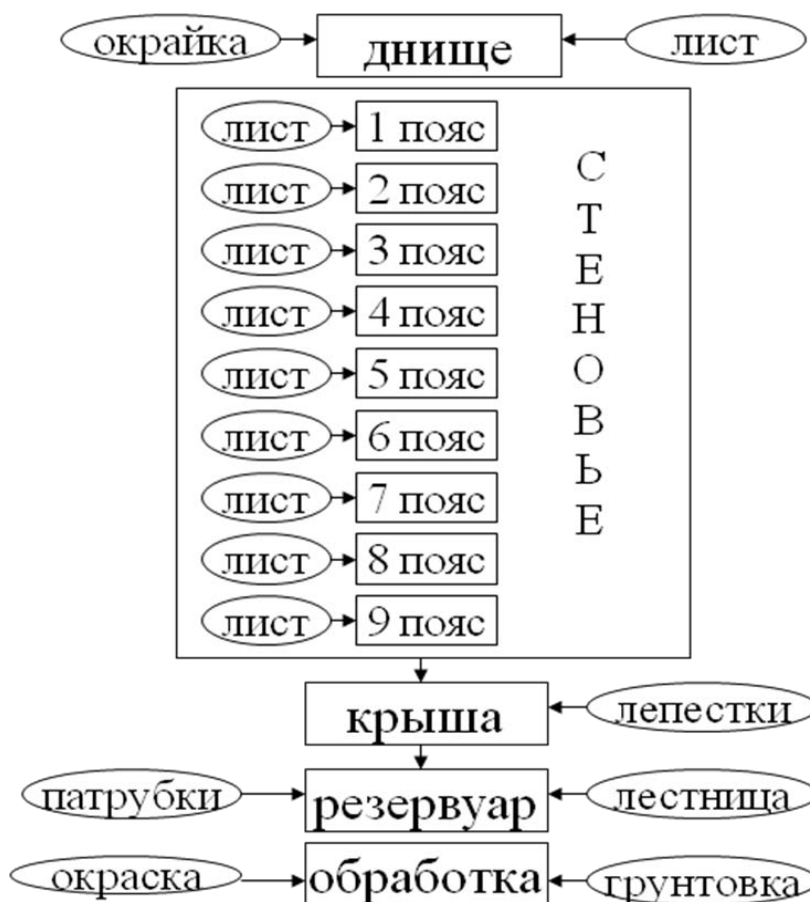 окрайка днище лист
лист 1 пояс
лист 2 пояс
лист 3 пояс
лист 4 пояс
лист 5 пояс
лист 6 пояс
лист 7 пояс
лист 8 пояс
лист 9 пояс
СТЕНОВЬЕ
крыша лепестки
патрубки резервуар лестница
окраска обработка грунтовка